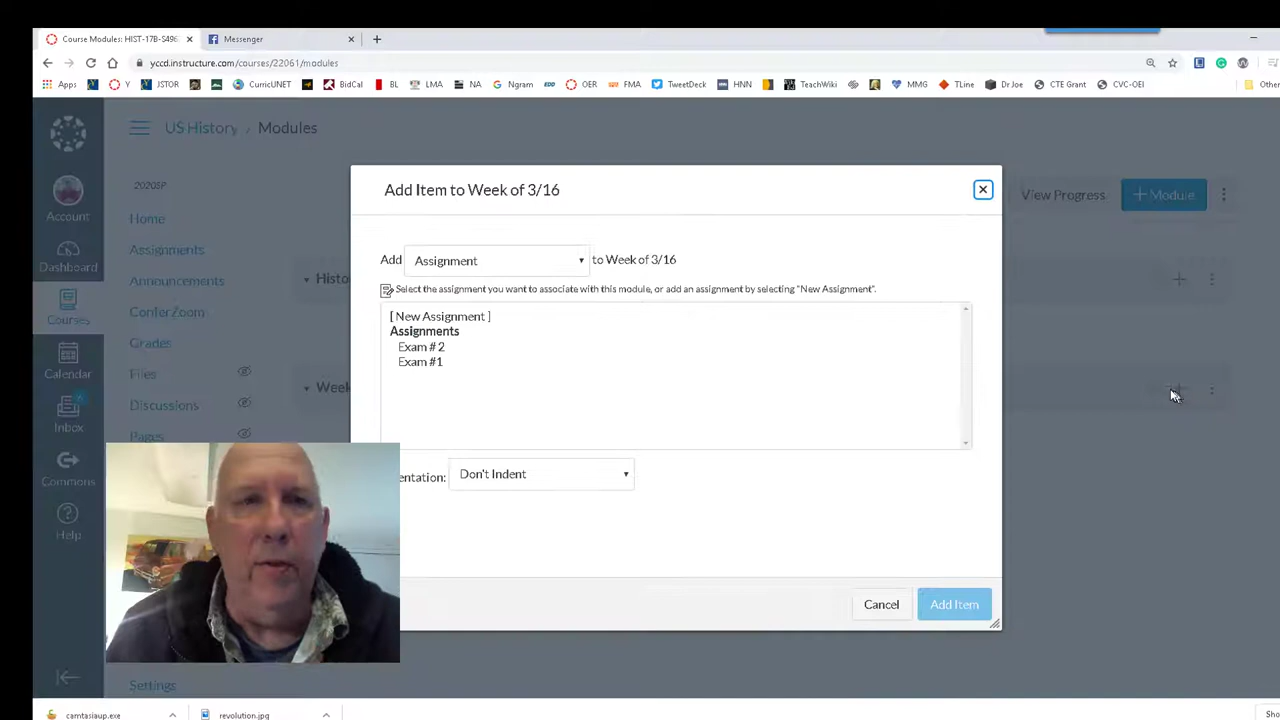 Course Modules: HIST-17B-S496
Messenger
yccd.instructure.com/courses/22061/modules
Apps Y JSTOR CurricUNET BidCal BL LMA NA Ngram EDD OER FMA TweetDeck HNN TeachWiki MMG TLine Dr Joe CTE Grant CVC-OEI Other
US History / Modules
Account
Dashboard
Courses
Calendar
Inbox
Commons
Help
2020SP
Home
Assignments
Announcements
ConferZoom
Grades
Files
Discussions
Pages
Settings
View Progress
+ Module
Histo
Week
Add Item to Week of 3/16
Add Assignment to Week of 3/16
Select the assignment you want to associate with this module, or add an assignment by selecting "New Assignment".
[ New Assignment ]
Assignments
Exam # 2
Exam #1
entation: Don't Indent
Cancel
Add Item
camtasiaup.exe
revolution.jpg
Sho